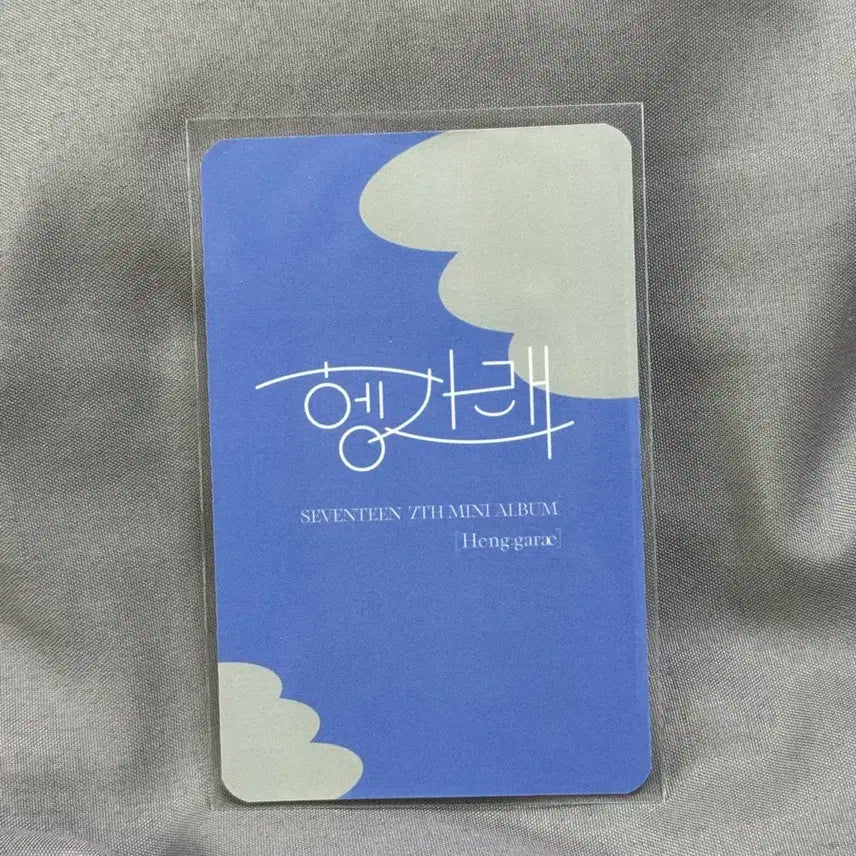 헹가래
SEVENTEEN 7TH MINI ALBUM
[Heng:garæ]